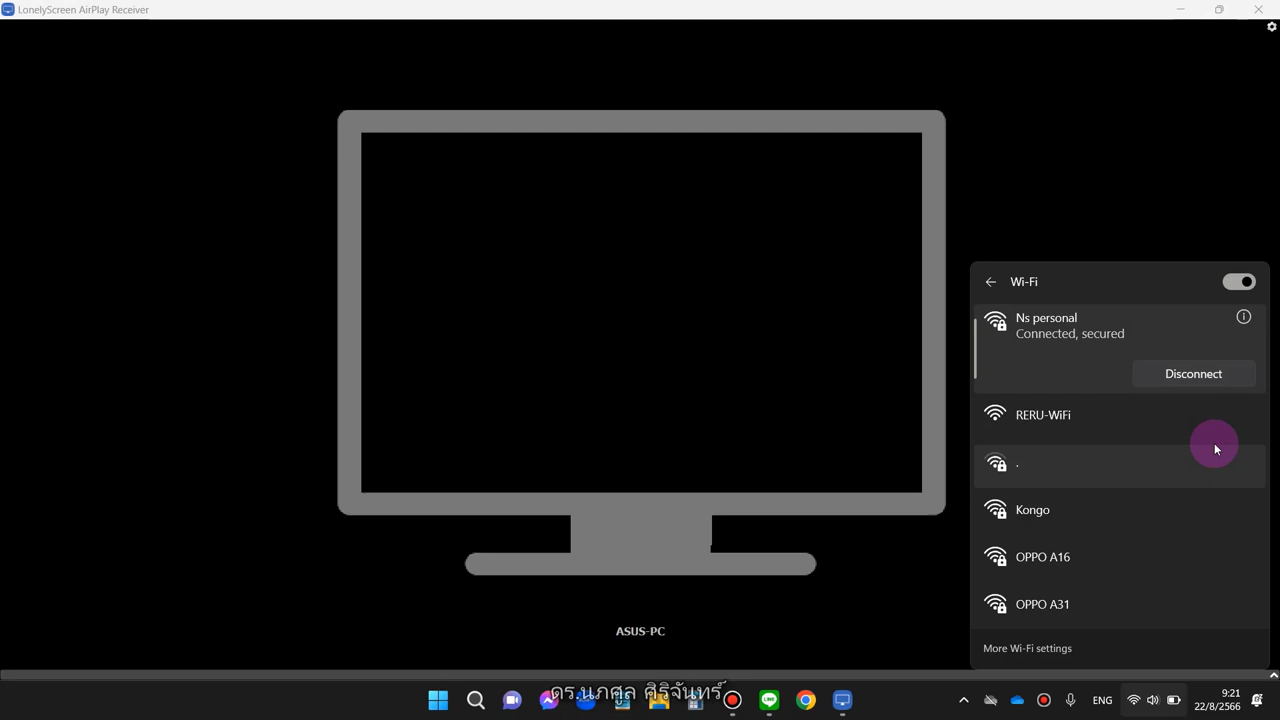 LonelyScreen AirPlay Receiver
Wi-Fi
Ns personal
Connected, secured
Disconnect
RERU-WiFi
.
Kongo
OPPO A16
OPPO A31
ASUS-PC
More Wi-Fi settings
ดร.นภศูล ศิริจันทร์
ENG
9:21
22/8/2566